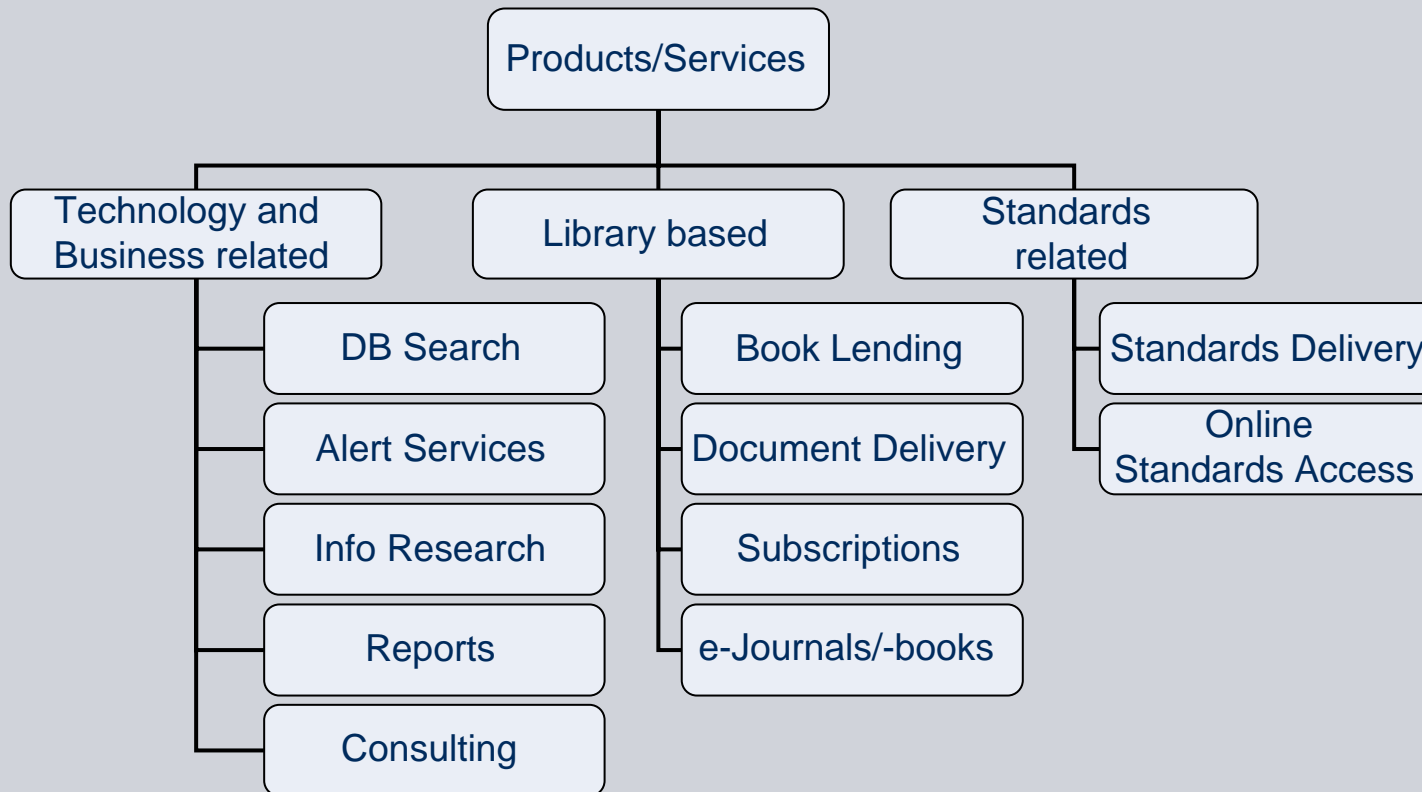 Products/Services
Technology and
Business related
DB Search
Alert Services
Info Research
Reports
Consulting
Library based
Book Lending
Document Delivery
Subscriptions
e-Journals/-books
Standards
related
Standards Delivery
Online
Standards Access